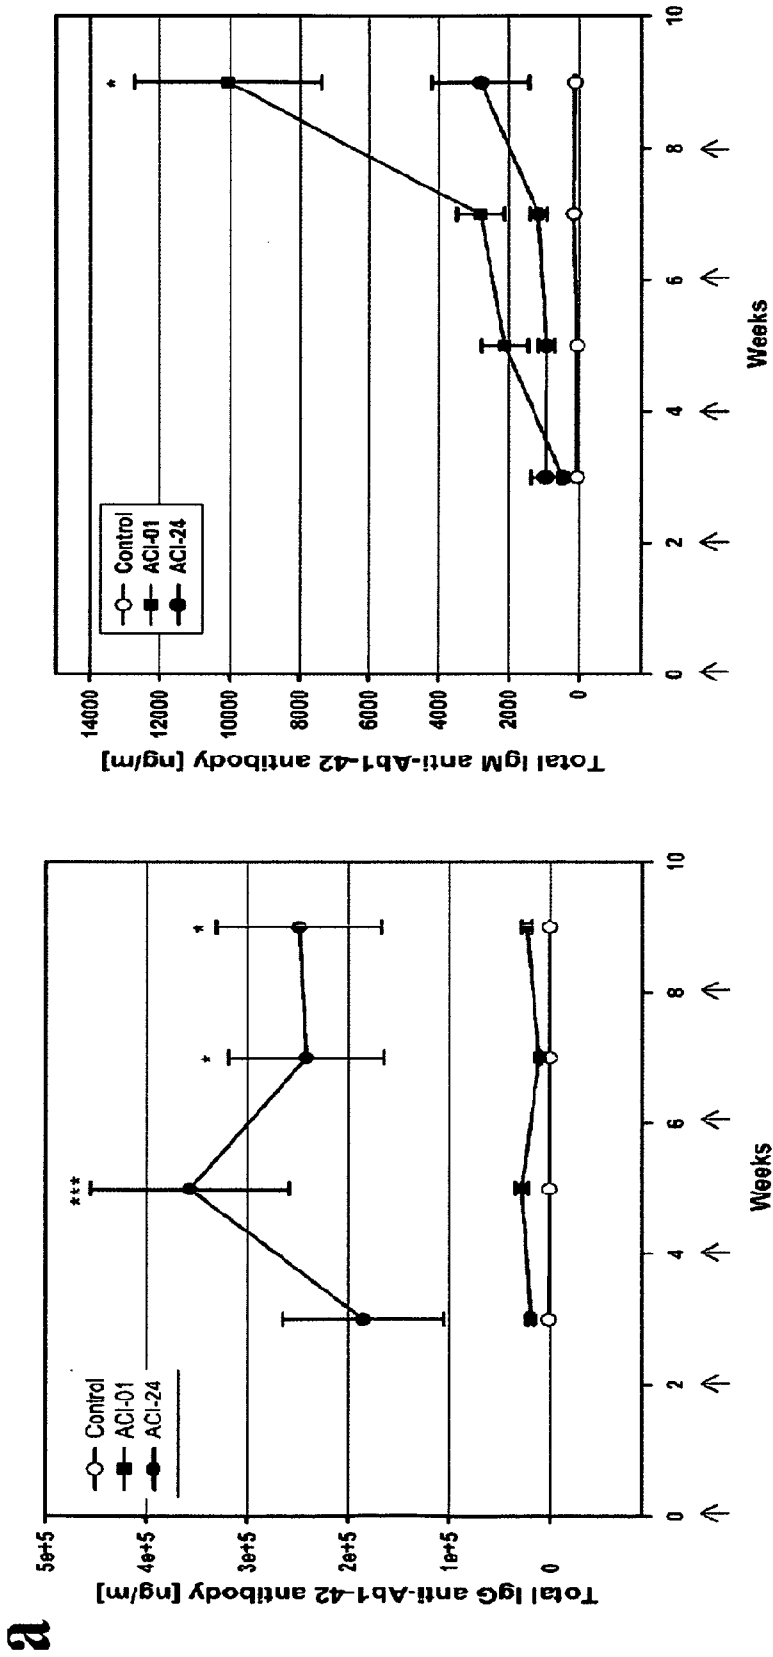 a
Total IgG anti-Ab1-42 antibody [ng/m]
5e+5
4e+5
3e+5
2e+5
1e+5
0
Control
ACI-01
ACI-24
***
*
*
0 2 4 6 8 10
Weeks
Total IgM anti-Ab1-42 antibody [ng/m]
14000
12000
10000
8000
6000
4000
2000
0
Control
ACI-01
ACI-24
*
0 2 4 6 8 10
Weeks